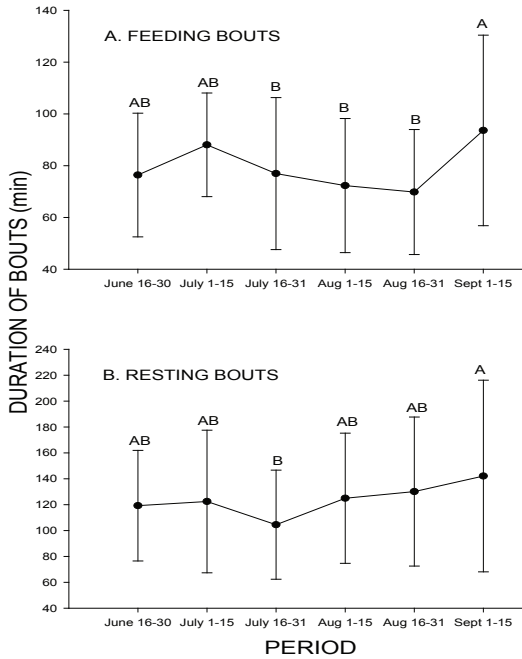 DURATION OF BOUTS (min)
A. FEEDING BOUTS
140
120
100
80
60
40
AB
AB
B
B
B
A
June 16-30 July 1-15 July 16-31 Aug 1-15 Aug 16-31 Sept 1-15
B. RESTING BOUTS
240
220
200
180
160
140
120
100
80
60
40
AB
AB
B
AB
AB
A
June 16-30 July 1-15 July 16-31 Aug 1-15 Aug 16-31 Sept 1-15
PERIOD